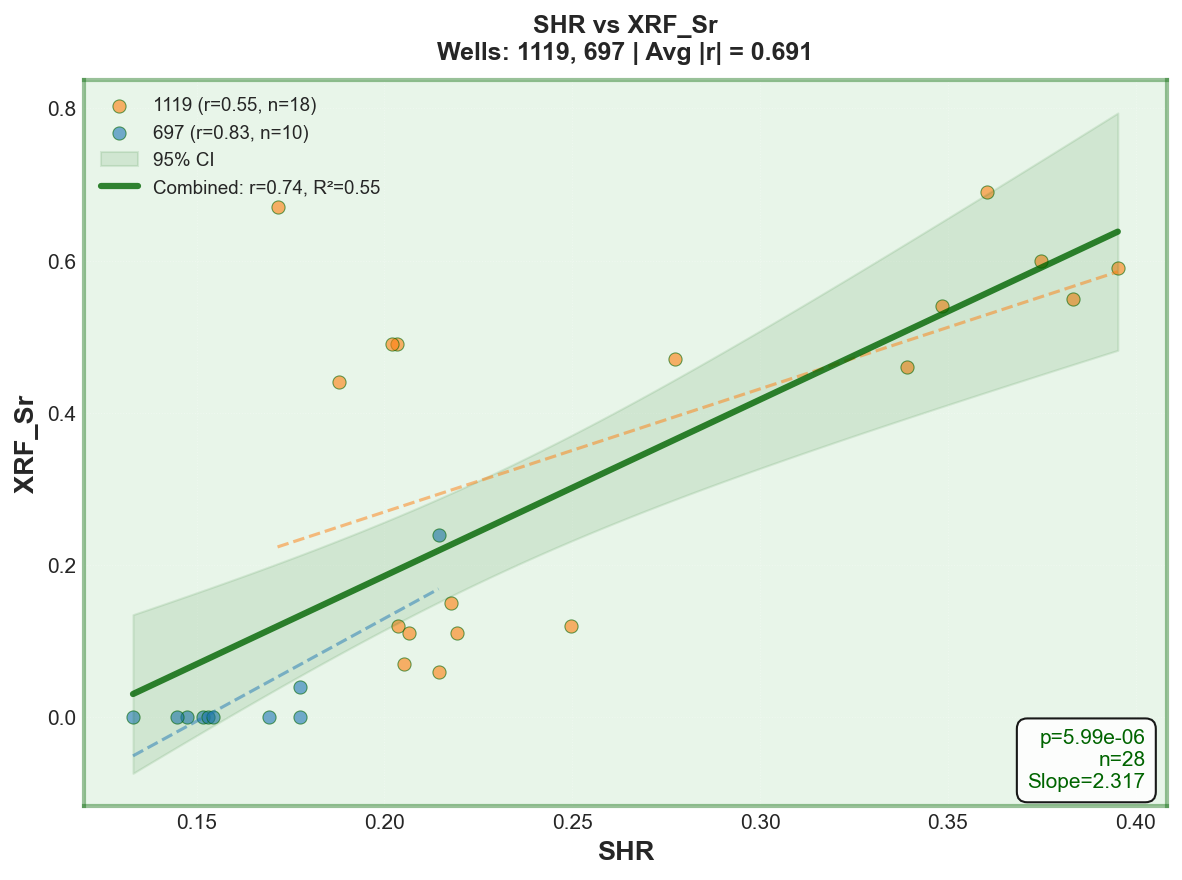 SHR vs XRF_Sr
Wells: 1119, 697 | Avg |r| = 0.691
1119 (r=0.55, n=18)
697 (r=0.83, n=10)
95% CI
Combined: r=0.74, R²=0.55
XRF_Sr
0.8
0.6
0.4
0.2
0.0
p=5.99e-06
n=28
Slope=2.317
0.15 0.20 0.25 0.30 0.35 0.40
SHR